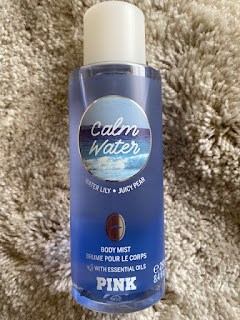 Calm
Water
WATER LILY • JUICY PEAR
BODY MIST
BRUME POUR LE CORPS
WITH ESSENTIAL OILS
PINK